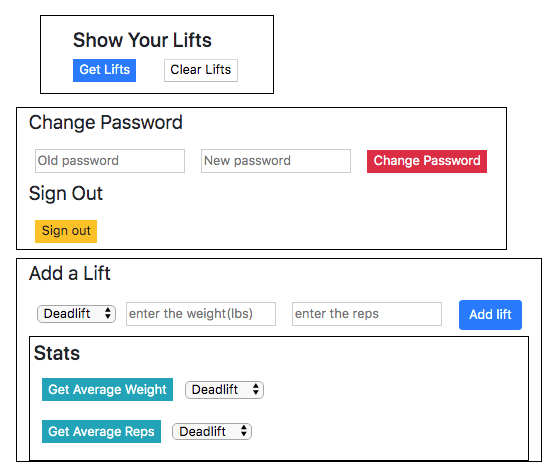 Show Your Lifts
Get Lifts Clear Lifts
Change Password
Old password New password Change Password
Sign Out
Sign out
Add a Lift
Deadlift enter the weight(lbs) enter the reps Add lift
Stats
Get Average Weight Deadlift
Get Average Reps Deadlift